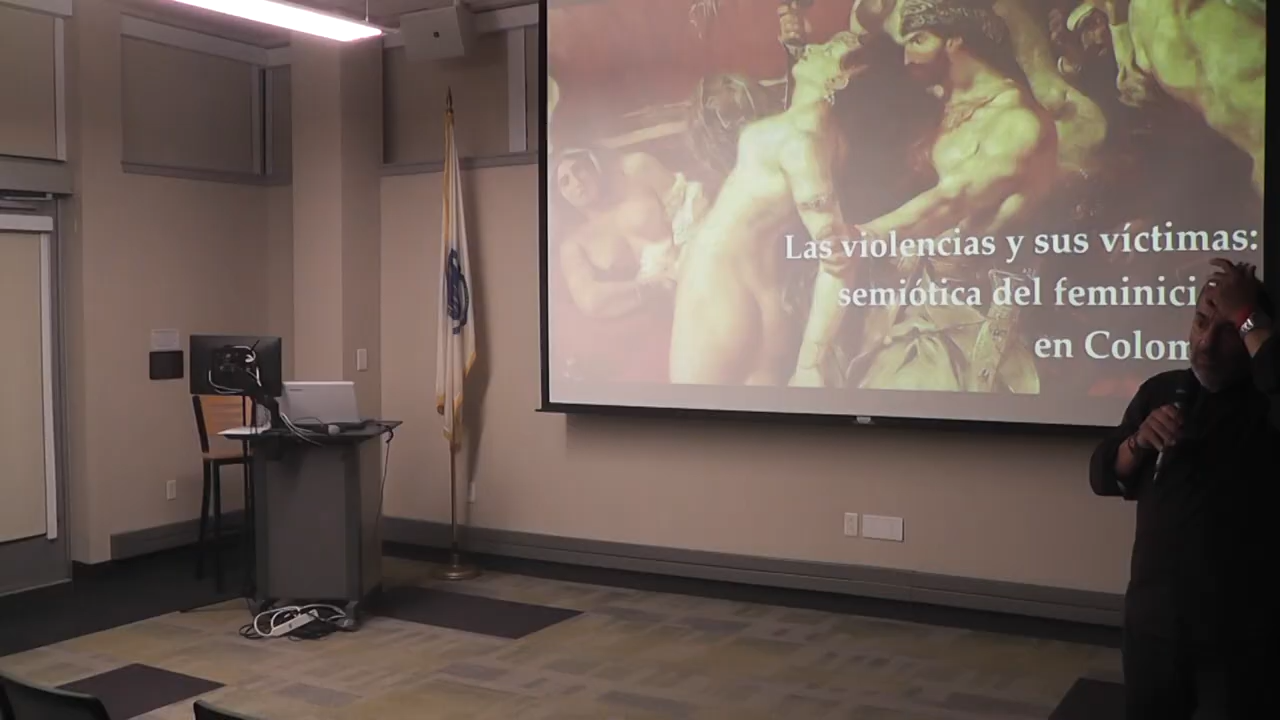 Las violencias y sus víctimas:
semiótica del feminici
en Colom